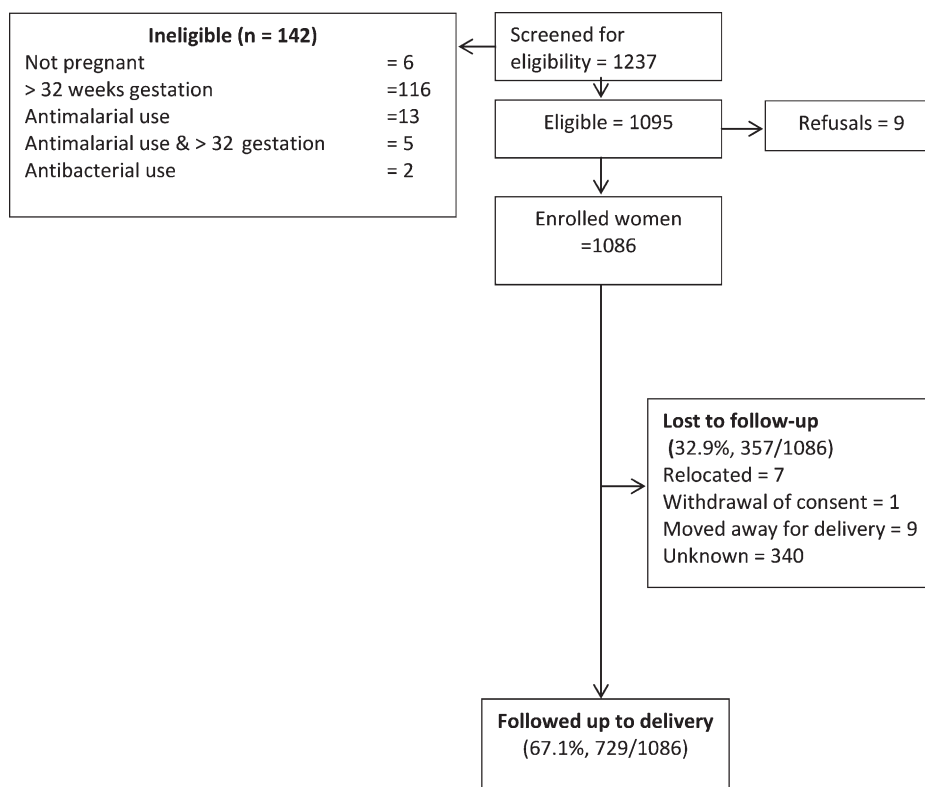 Screened for
eligibility = 1237
Ineligible (n = 142)
Not pregnant = 6
> 32 weeks gestation =116
Antimalarial use =13
Antimalarial use & > 32 gestation = 5
Antibacterial use = 2
Eligible = 1095
Refusals = 9
Enrolled women
=1086
Lost to follow-up
(32.9%, 357/1086)
Relocated = 7
Withdrawal of consent = 1
Moved away for delivery = 9
Unknown = 340
Followed up to delivery
(67.1%, 729/1086)